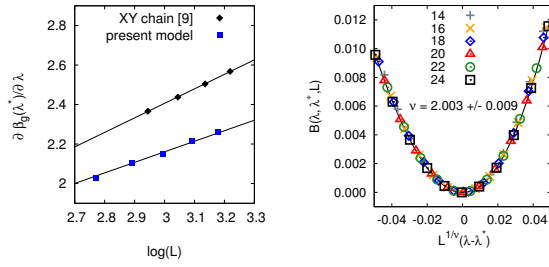 XY chain [9]
present model
∂ β_g(λ*)/∂ λ
2.6
2.4
2.2
2
2.7 2.8 2.9 3 3.1 3.2 3.3
log(L)
B(λ, λ*,L)
0.012
0.010
0.008
0.006
0.004
0.002
0.000
14
16
18
20
22
24
ν = 2.003 +/- 0.009
-0.04 -0.02 0 0.02 0.04
L^{1/ν}(λ-λ*)